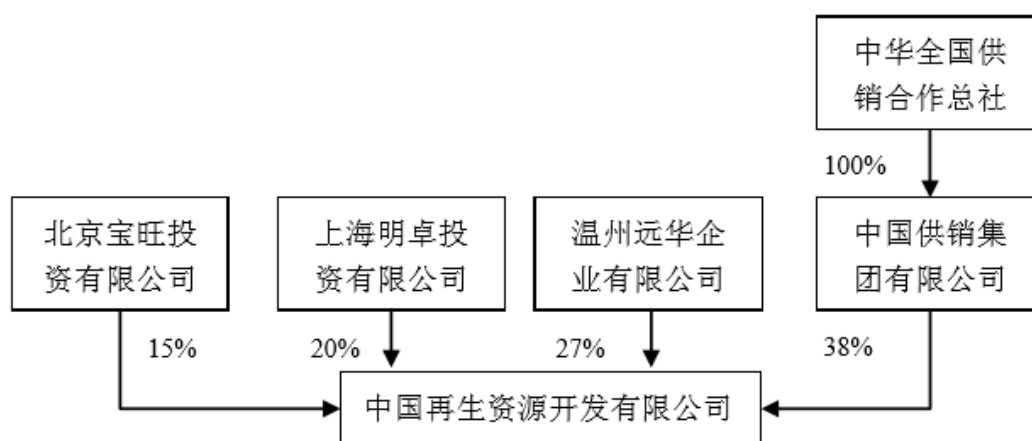 中华全国供
销合作总社
100%
北京宝旺投
资有限公司
上海明卓投
资有限公司
温州远华企
业有限公司
中国供销集
团有限公司
15%
20%
27%
38%
中国再生资源开发有限公司